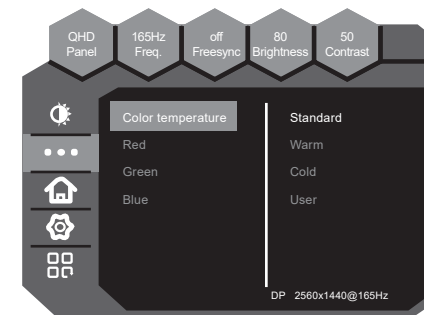 QHD
Panel
165Hz
Freq.
off
Freesync
80
Brightness
50
Contrast
Color temperature
Red
Green
Blue
Standard
Warm
Cold
User
DP 2560x1440@165Hz